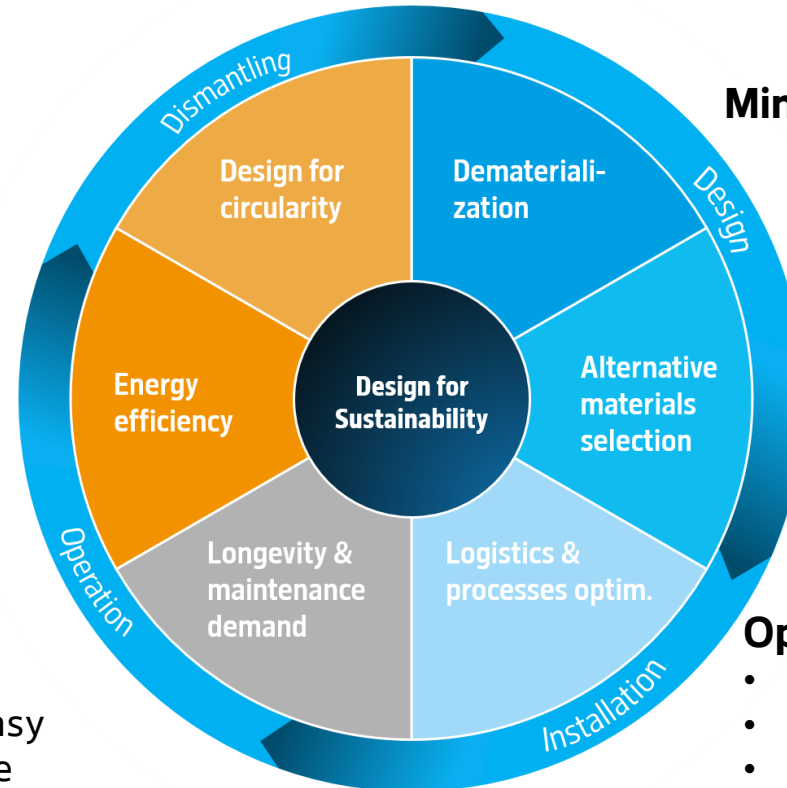 Dismantling
Design
Design for
circularity
Demateriali-
zation
Energy
efficiency
Design for
Sustainability
Alternative
materials
selection
Operation
Longevity &
maintenance
demand
Logistics &
processes optim.
Installation